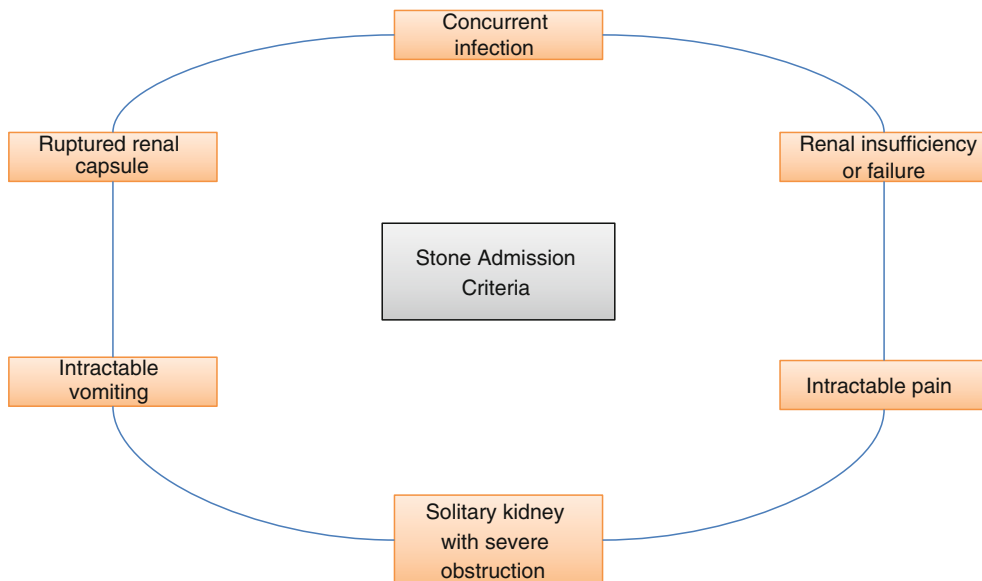 Concurrent
infection
Ruptured renal
capsule
Renal insufficiency
or failure
Stone Admission
Criteria
Intractable
vomiting
Intractable pain
Solitary kidney
with severe
obstruction